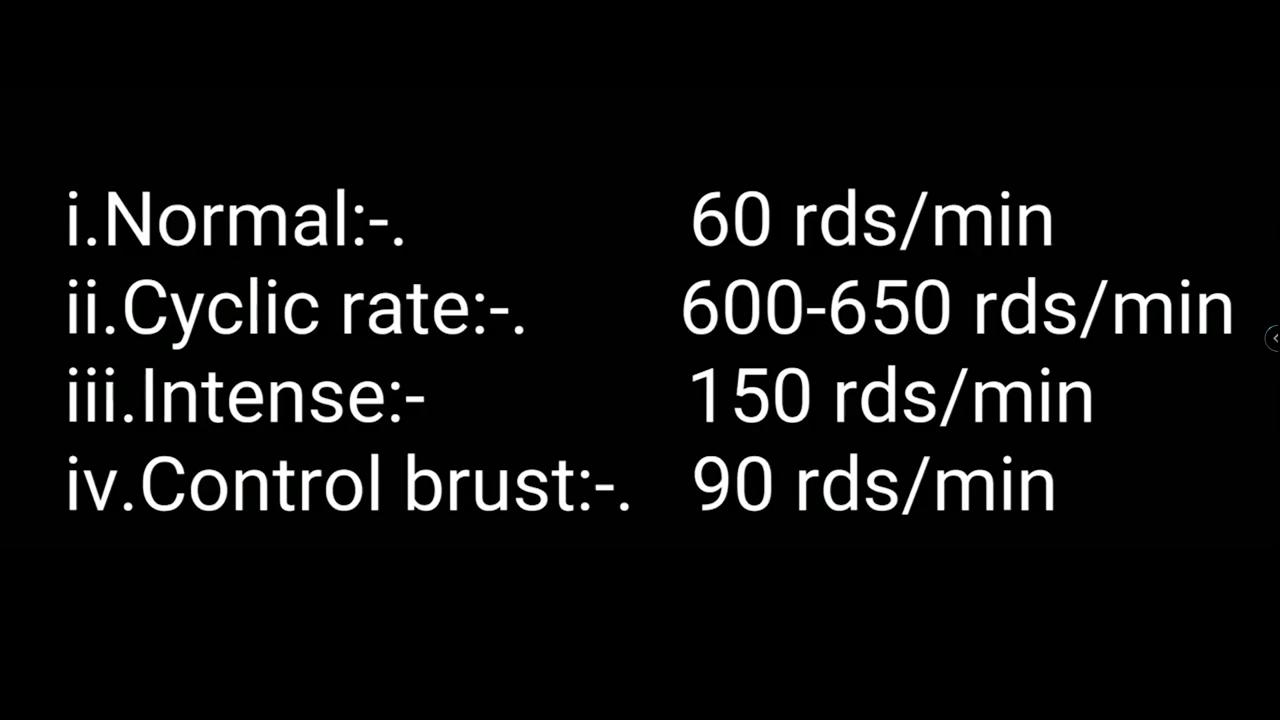 i.Normal:-. 60 rds/min
ii.Cyclic rate:-. 600-650 rds/min
iii.Intense:- 150 rds/min
iv.Control brust:-. 90 rds/min